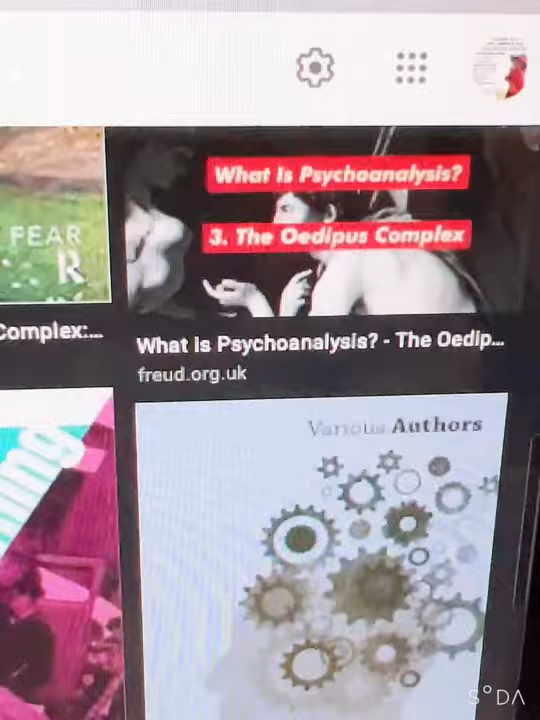 What Is Psychoanalysis?
3. The Oedipus Complex
FEAR
R
Complex:...
What Is Psychoanalysis? - The Oedip...
freud.org.uk
Various Authors
ning
S°DA